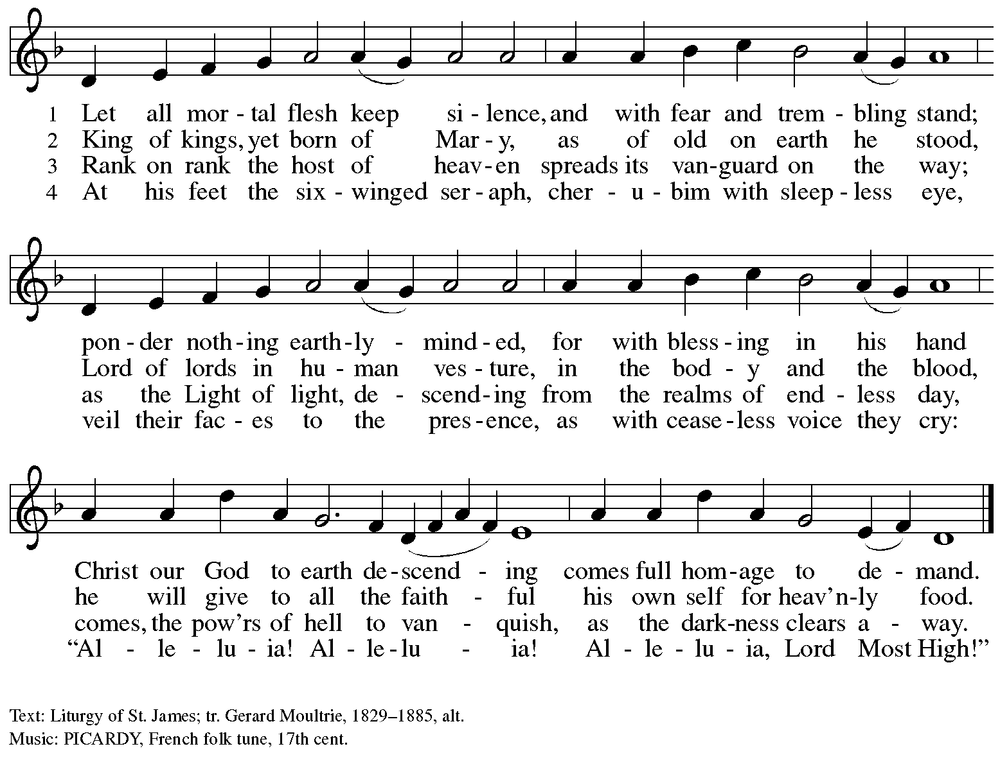 1 Let all mor - tal flesh keep si - lence, and with fear and trem - bling stand;
2 King of kings, yet born of Mar - y, as of old on earth he stood,
3 Rank on rank the host of heav - en spreads its van - guard on the way;
4 At his feet the six - winged ser - aph, cher - u - bim with sleep - less eye,
pon - der noth - ing earth - ly - mind - ed, for with bless - ing in his hand
Lord of lords in hu - man ves - ture, in the bod - y and the blood,
as the Light of light, de - scend - ing from the realms of end - less day,
veil their fac - es to the pres - ence, as with cease - less voice they cry:
Christ our God to earth de - scend - ing comes full hom - age to de - mand.
he will give to all the faith - ful his own self for heav'n - ly food.
comes, the pow'rs of hell to van - quish, as the dark - ness clears a - way.
“Al - le - lu - ia! Al - le - lu - ia! Al - le - lu - ia, Lord Most High!”
Text: Liturgy of St. James; tr. Gerard Moultrie, 1829–1885, alt.
Music: PICARDY, French folk tune, 17th cent.